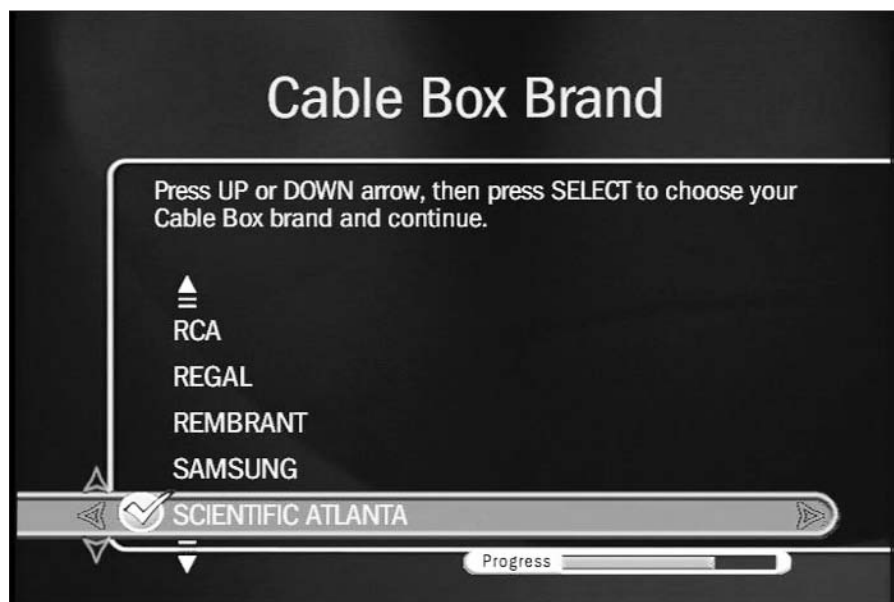 Cable Box Brand
Press UP or DOWN arrow, then press SELECT to choose your
Cable Box brand and continue.
RCA
REGAL
REMBRANT
SAMSUNG
SCIENTIFIC ATLANTA
Progress